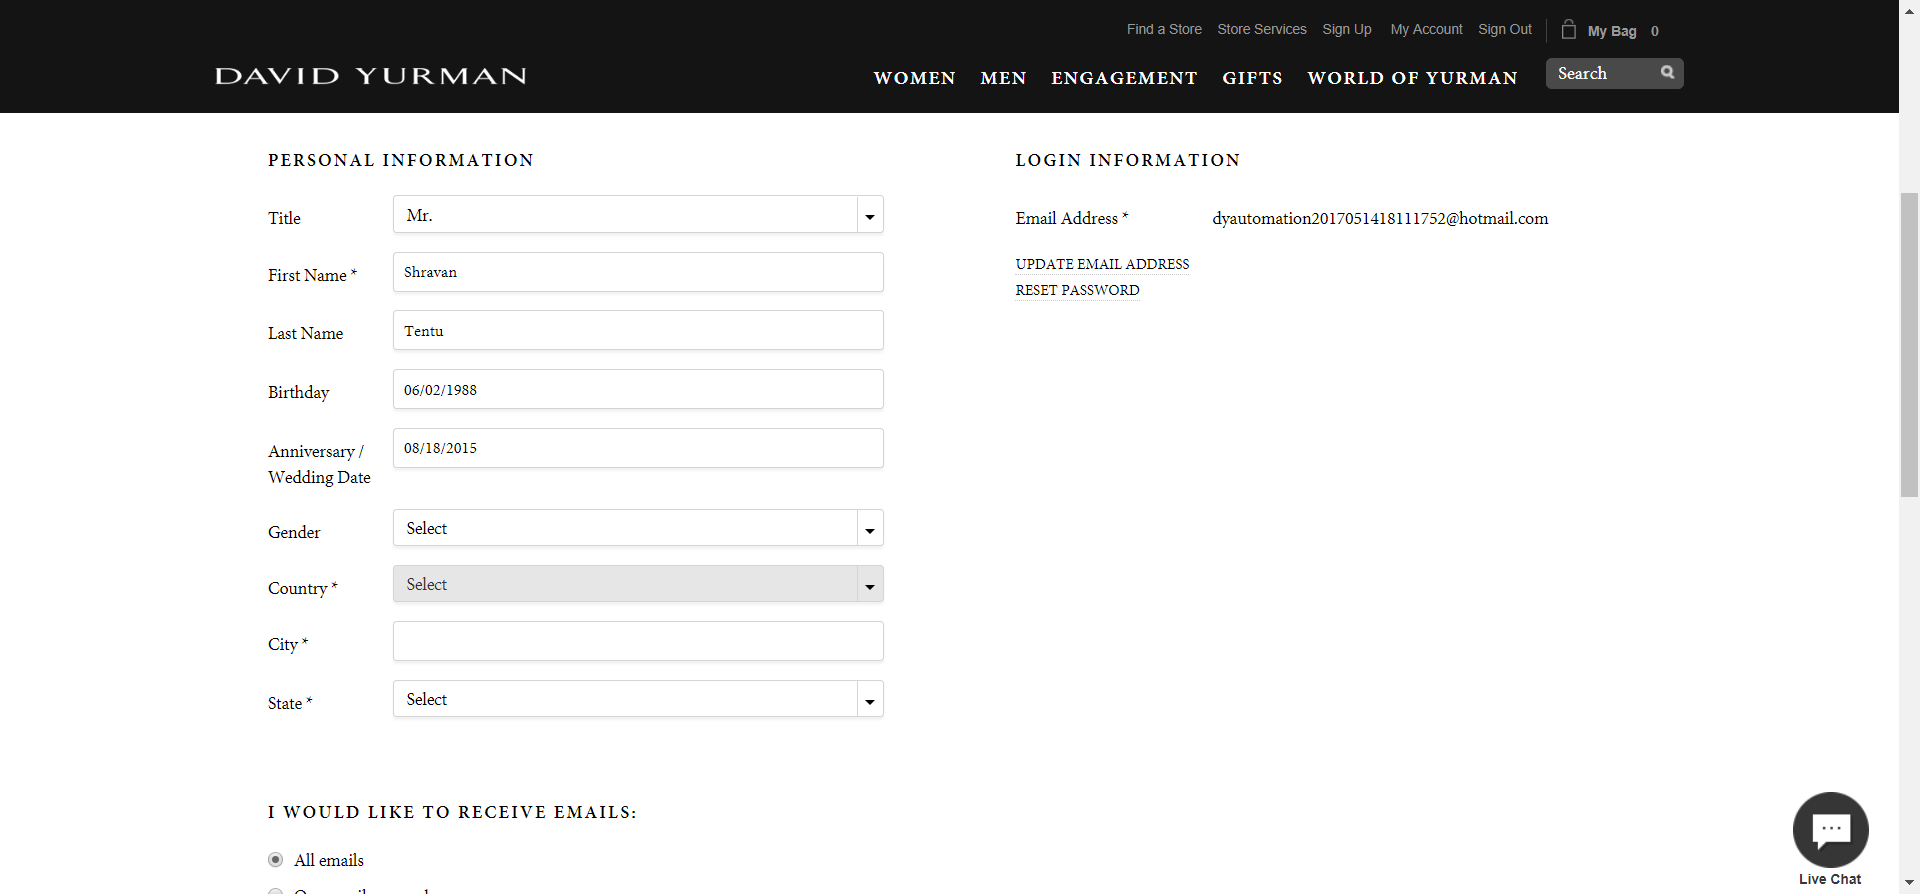 Find a Store Store Services Sign Up My Account Sign Out My Bag 0
DAVID YURMAN
WOMEN MEN ENGAGEMENT GIFTS WORLD OF YURMAN Search
PERSONAL INFORMATION
Title Mr.
First Name * Shravan
Last Name Tentu
Birthday 06/02/1988
Anniversary / Wedding Date 08/18/2015
Gender Select
Country * Select
City *
State * Select
LOGIN INFORMATION
Email Address * dyautomation2017051418111752@hotmail.com
UPDATE EMAIL ADDRESS
RESET PASSWORD
I WOULD LIKE TO RECEIVE EMAILS:
All emails
Live Chat